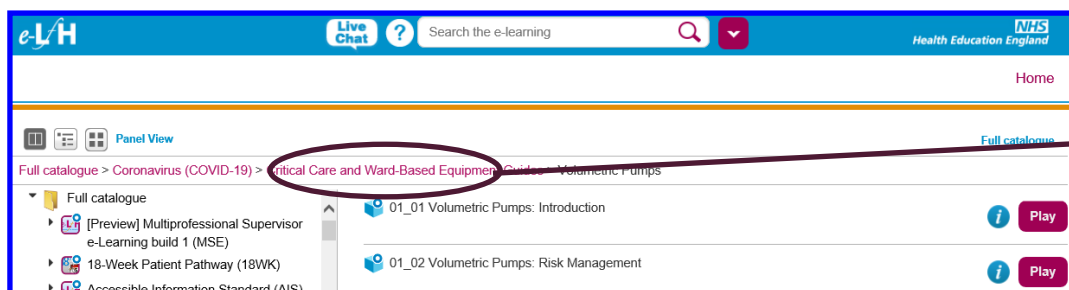 e-LfH
Live Chat
?
Search the e-learning
NHS
Health Education England
Home
Panel View
Full catalogue
Full catalogue > Coronavirus (COVID-19) > Critical Care and Ward-Based Equipment Guides > Volumetric Pumps
Full catalogue
[Preview] Multiprofessional Supervisor
e-Learning build 1 (MSE)
18-Week Patient Pathway (18WK)
Accessible Information Standard (AIS)
01_01 Volumetric Pumps: Introduction
i
Play
01_02 Volumetric Pumps: Risk Management
i
Play